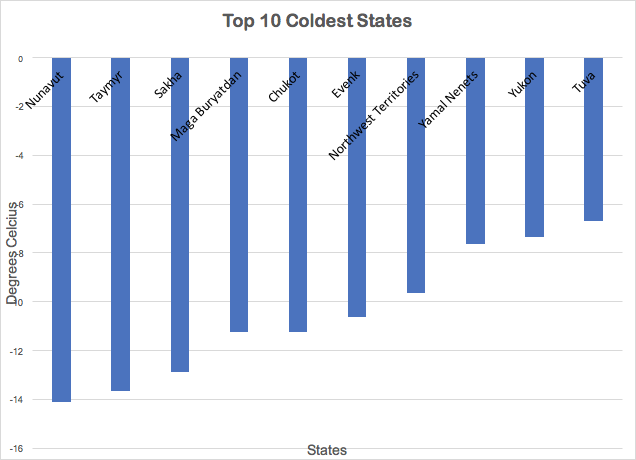 Top 10 Coldest States
0
-2
-4
-6
-8
-10
-12
-14
-16
Degrees Celcius
Nunavut
Taymyr
Sakha
Maga Buryatdan
Chukot
Evenk
Northwest Territories
Yamal Nenets
Yukon
Tuva
States